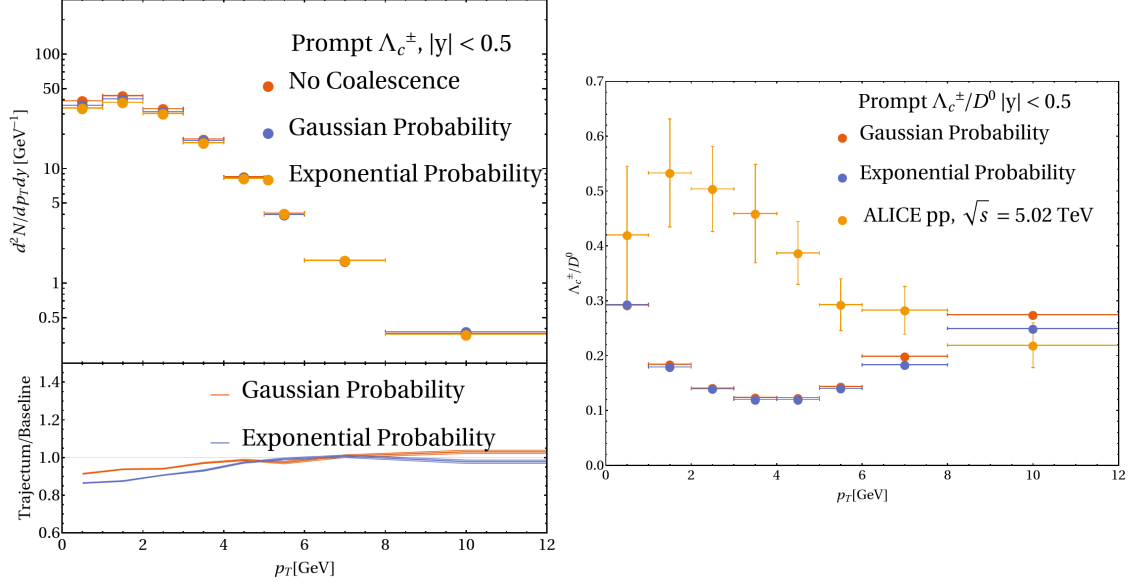 Prompt Λc±, |y| < 0.5
No Coalescence
Gaussian Probability
Exponential Probability
d²N/dpTdy [GeV⁻¹]
100
50
10
5
1
0.5
Gaussian Probability
Exponential Probability
Trajectum/Baseline
1.4
1.2
1.0
0.8
0.6
0 2 4 6 8 10 12
pT[GeV]
Prompt Λc±/D⁰ |y| < 0.5
Gaussian Probability
Exponential Probability
ALICE pp, √s = 5.02 TeV
Λc±/D⁰
0.7
0.6
0.5
0.4
0.3
0.2
0.1
0.0
0 2 4 6 8 10 12
pT[GeV]